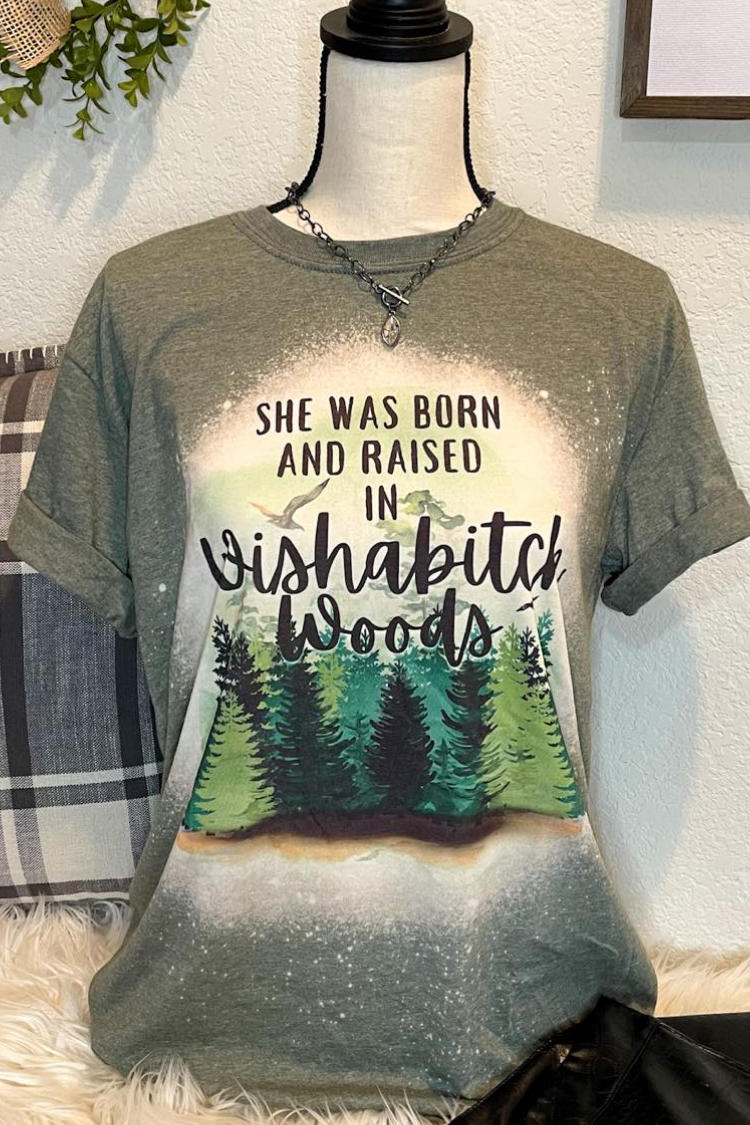 SHE WAS BORN
AND RAISED
IN
Wishabitch
Woods